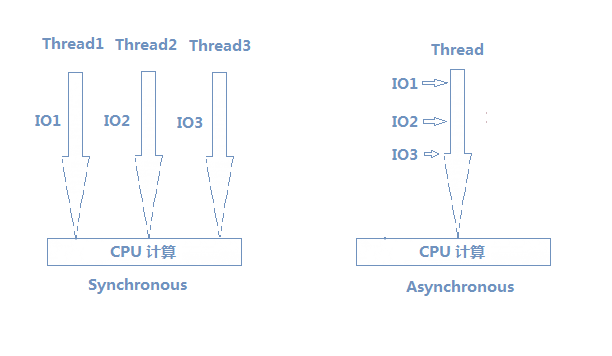 Thread1 Thread2 Thread3
IO1 IO2 IO3
CPU 计算
Synchronous
Thread
IO1
IO2
IO3
CPU 计算
Asynchronous